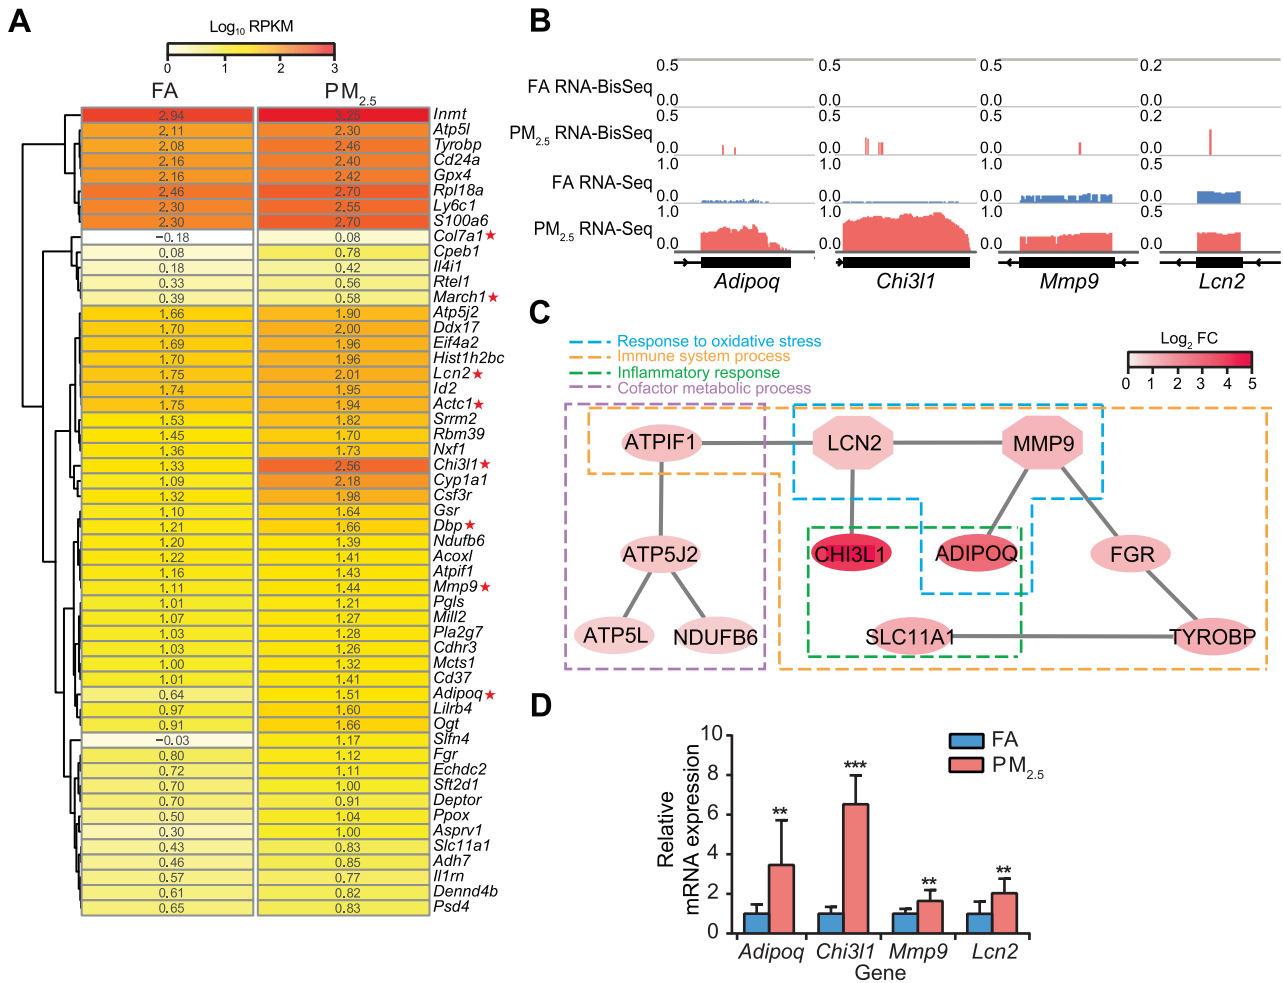 A
Log10 RPKM
0 1 2 3
FA PM2.5
2.94 3.25 Inmt
2.11 2.30 Atp5l
2.08 2.46 Tyrobp
2.16 2.40 Cd24a
2.16 2.42 Gpx4
2.46 2.70 Rpl18a
2.30 2.55 Ly6c1
2.30 2.70 S100a6
−0.18 0.08 Col7a1★
0.08 0.78 Cpeb1
0.18 0.42 Il4i1
0.33 0.56 Rtel1
0.39 0.58 March1★
1.66 1.90 Atp5j2
1.70 2.00 Ddx17
1.69 1.96 Eif4a2
1.70 1.96 Hist1h2bc
1.75 2.01 Lcn2★
1.74 1.95 Id2
1.75 1.94 Actc1★
1.53 1.82 Srrm2
1.45 1.70 Rbm39
1.36 1.73 Nxf1
1.33 2.56 Chi3l1★
1.09 2.18 Cyp1a1
1.32 1.98 Csf3r
1.10 1.64 Gsr
1.21 1.66 Dbp★
1.20 1.39 Ndufb6
1.22 1.41 Acoxl
1.16 1.43 Atpif1
1.11 1.44 Mmp9★
1.01 1.21 Pgls
1.07 1.27 Mill2
1.03 1.28 Pla2g7
1.03 1.26 Cdhr3
1.00 1.32 Mcts1
1.01 1.41 Cd37
0.64 1.51 Adipoq★
0.97 1.60 Lilrb4
0.91 1.66 Ogt
−0.03 1.17 Slfn4
0.80 1.12 Fgr
0.72 1.11 Echdc2
0.70 1.00 Sft2d1
0.70 0.91 Deptor
0.50 1.04 Ppox
0.30 1.00 Asprv1
0.43 0.83 Slc11a1
0.46 0.85 Adh7
0.57 0.77 Il1rn
0.61 0.82 Dennd4b
0.65 0.83 Psd4
B
0.5 0.5 0.5 0.2
FA RNA-BisSeq
0.0 0.0 0.0 0.0
0.5 0.5 0.5 0.2
PM2.5 RNA-BisSeq
0.0 0.0 0.0 0.0
1.0 1.0 1.0 0.5
FA RNA-Seq
0.0 0.0 0.0 0.0
1.0 1.0 1.0 0.5
PM2.5 RNA-Seq
0.0 0.0 0.0 0.0
Adipoq Chi3l1 Mmp9 Lcn2
C
Response to oxidative stress
Immune system process
Inflammatory response
Cofactor metabolic process
Log2 FC
0 1 2 3 4 5
ATPIF1 LCN2 MMP9
ATP5J2 CHI3L1 ADIPOQ FGR
ATP5L NDUFB6 SLC11A1 TYROBP
D
Relative
mRNA expression
10
8
6
4
2
0
FA
PM2.5
** *** ** **
Adipoq Chi3l1 Mmp9 Lcn2
Gene